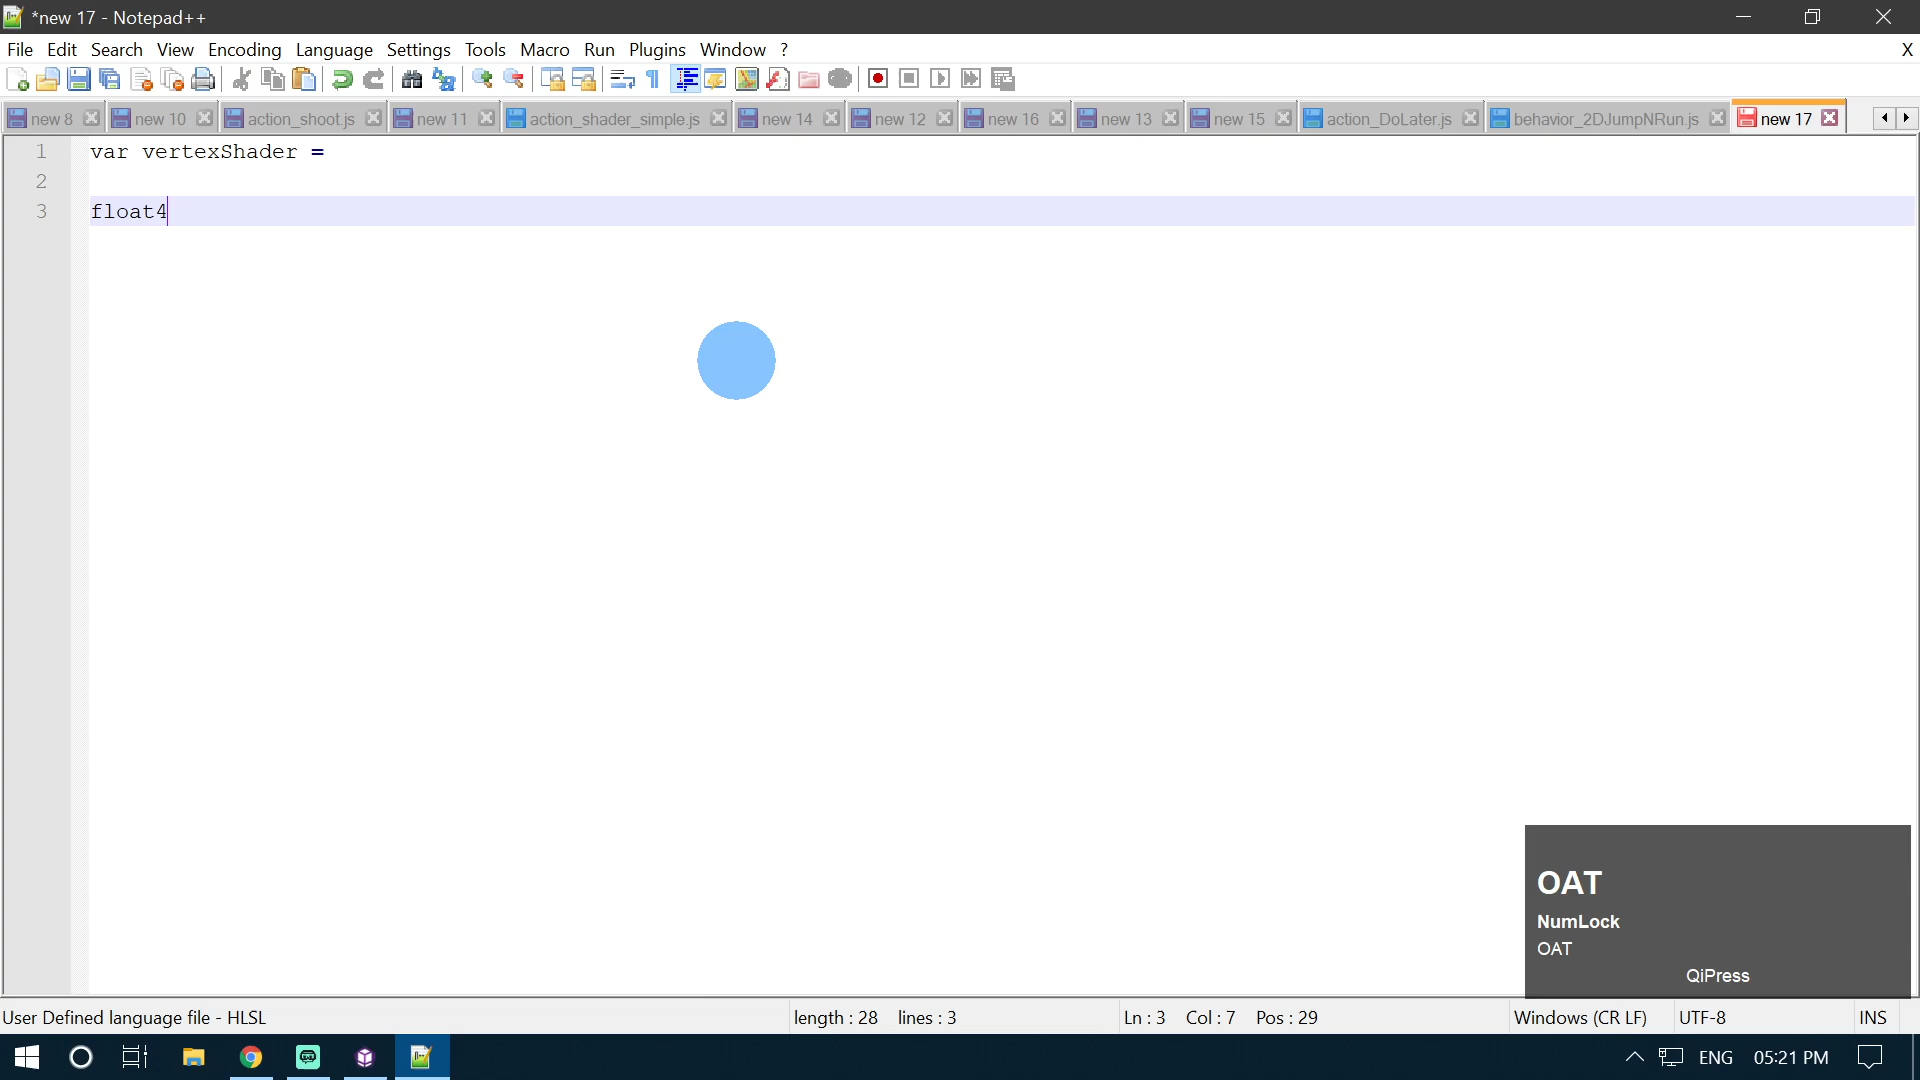 *new 17 - Notepad++
File Edit Search View Encoding Language Settings Tools Macro Run Plugins Window ? X
new 8 new 10 action_shoot.js new 11 action_shader_simple.js new 14 new 12 new 16 new 13 new 15 action_DoLater.js behavior_2DJumpNRun.js new 17
1 var vertexShader =
2
3 float4
OAT
NumLock
OAT
QiPress
User Defined language file - HLSL length : 28 lines : 3 Ln : 3 Col : 7 Pos : 29 Windows (CR LF) UTF-8 INS
ENG 05:21 PM